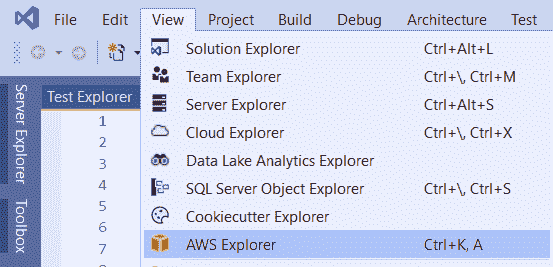 File Edit View Project Build Debug Architecture Test
Solution Explorer Ctrl+Alt+L
Team Explorer Ctrl+\, Ctrl+M
Server Explorer Ctrl+Alt+S
Cloud Explorer Ctrl+\, Ctrl+X
Data Lake Analytics Explorer
SQL Server Object Explorer Ctrl+\, Ctrl+S
Cookiecutter Explorer
AWS Explorer Ctrl+K, A
Server Explorer
Toolbox
Test Explorer
1
2
3
4
5
6
7
8